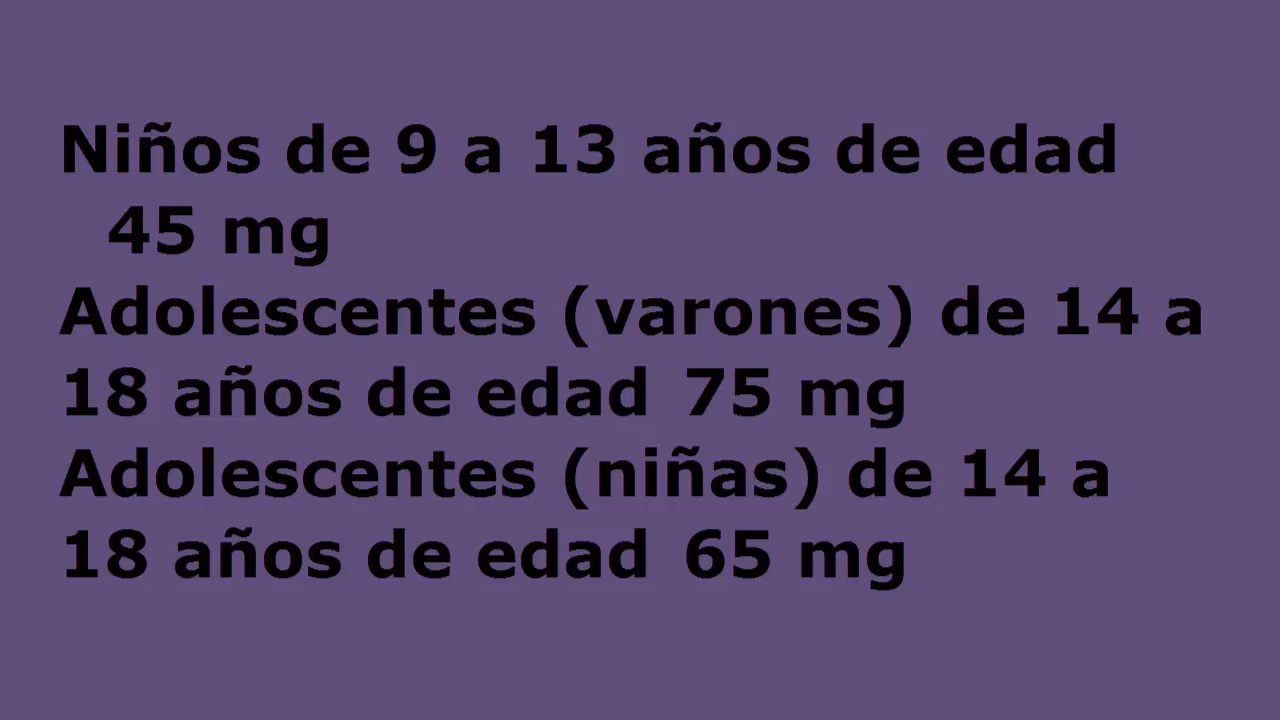 Niños de 9 a 13 años de edad
45 mg
Adolescentes (varones) de 14 a
18 años de edad 75 mg
Adolescentes (niñas) de 14 a
18 años de edad 65 mg